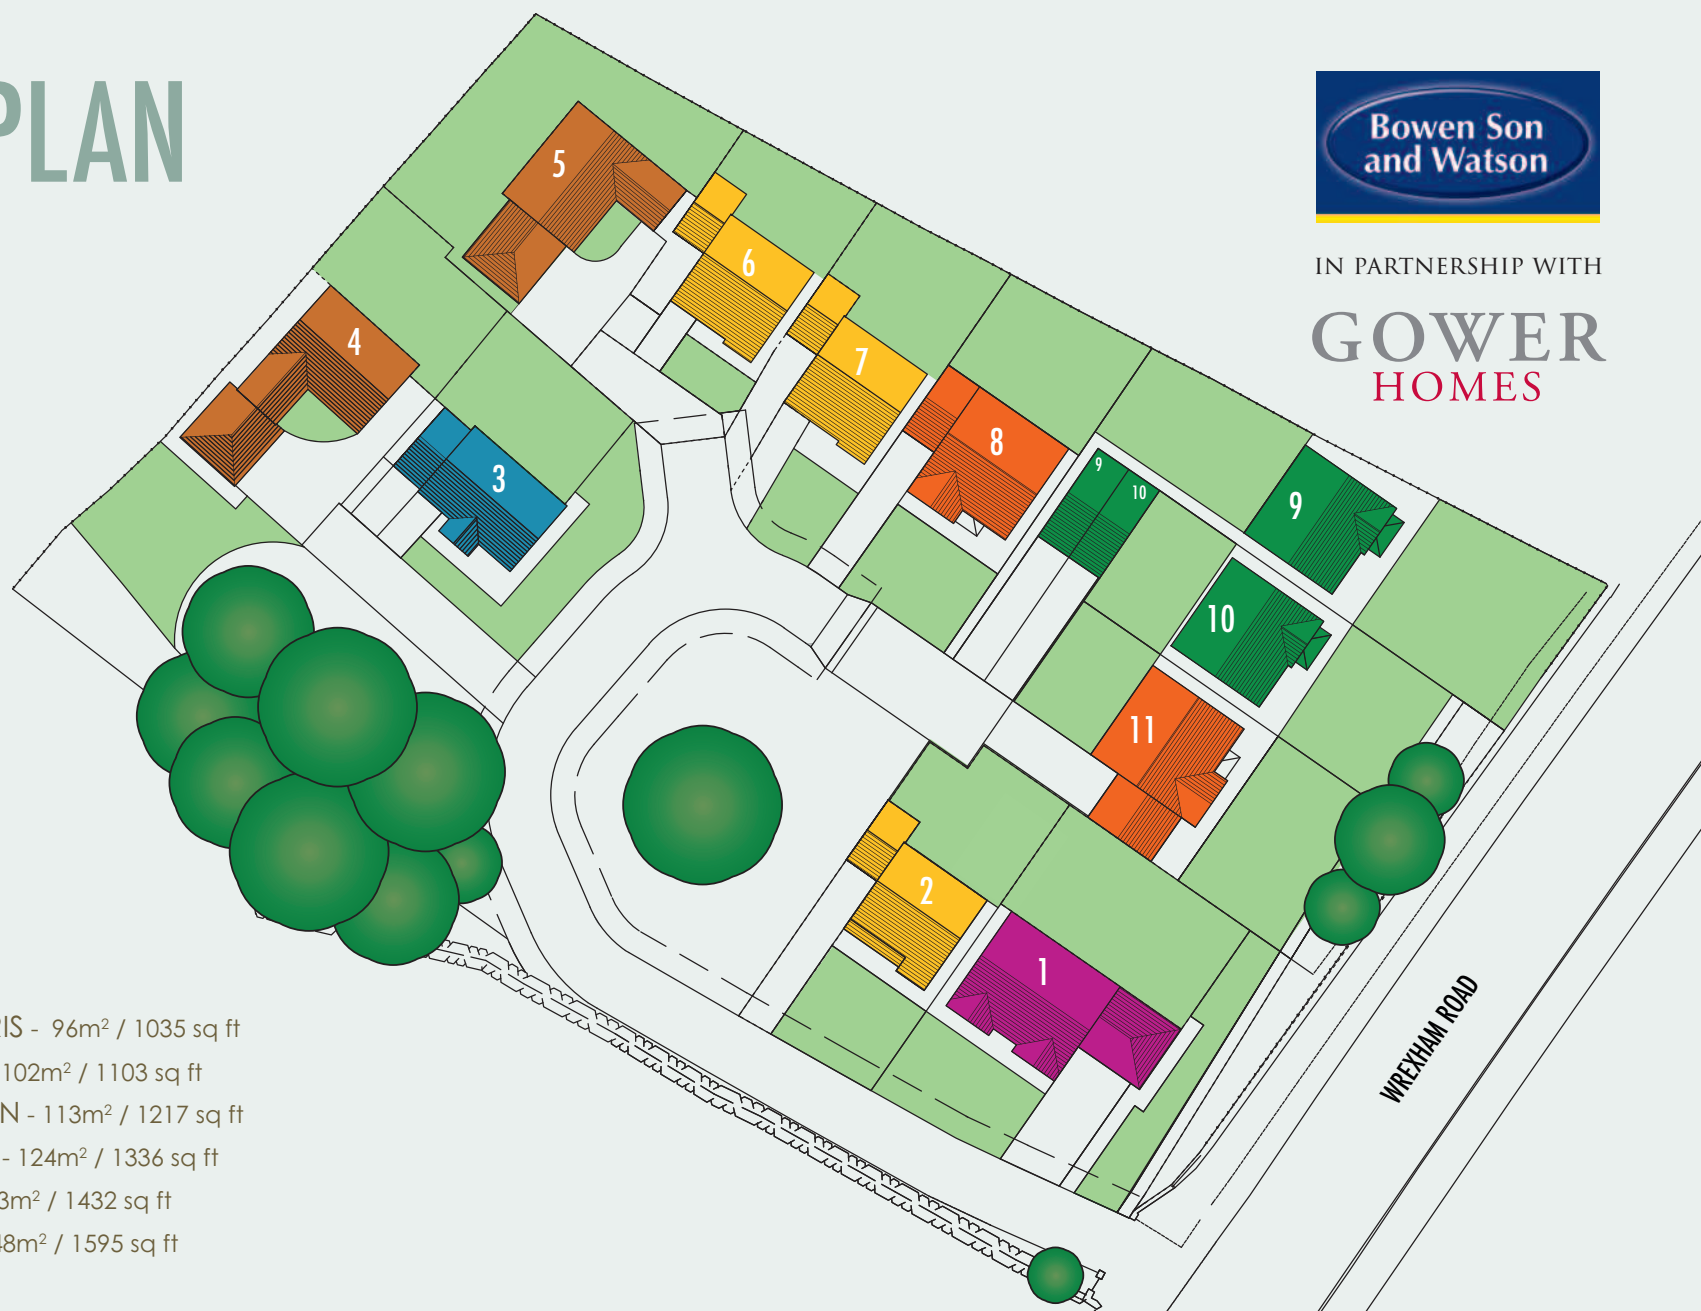 PLAN
Bowen Son
and Watson
IN PARTNERSHIP WITH
GOWER
HOMES
5
6
4
7
3
8
9
10
9
10
11
2
1
WREXHAM ROAD
RIS - 96m² / 1035 sq ft
102m² / 1103 sq ft
N - 113m² / 1217 sq ft
- 124m² / 1336 sq ft
3m² / 1432 sq ft
48m² / 1595 sq ft